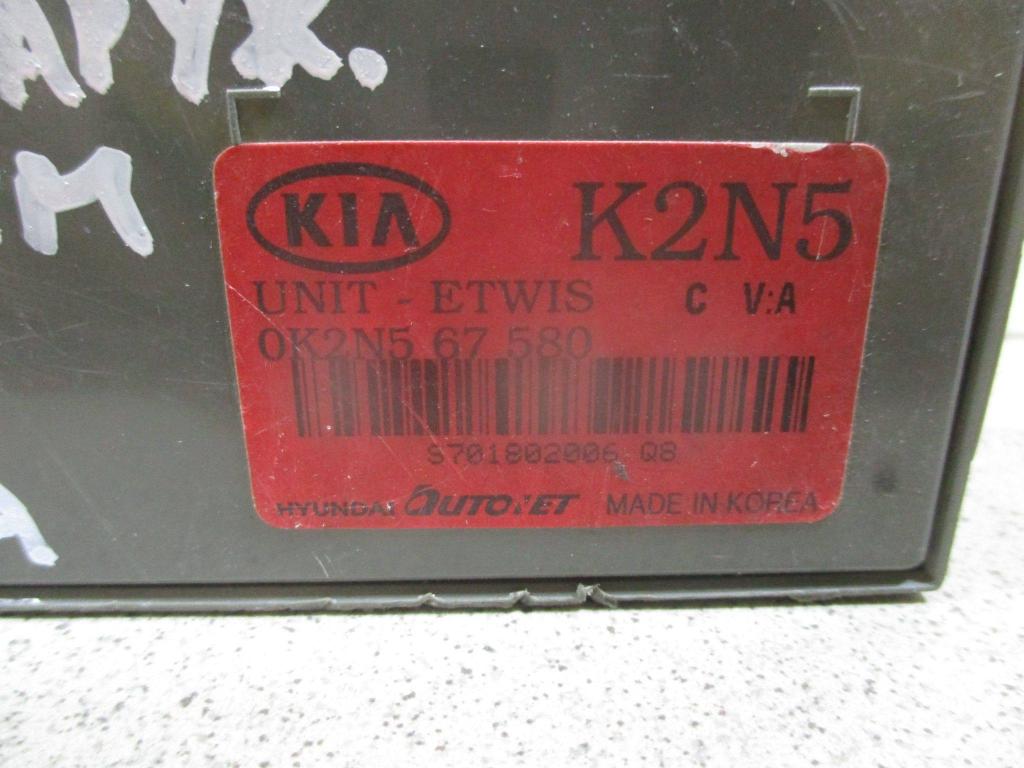 KIA K2N5
UNIT - ETWIS C V:A
0K2N5 67 580
S701802006 Q8
HYUNDAI AUTONET MADE IN KOREA